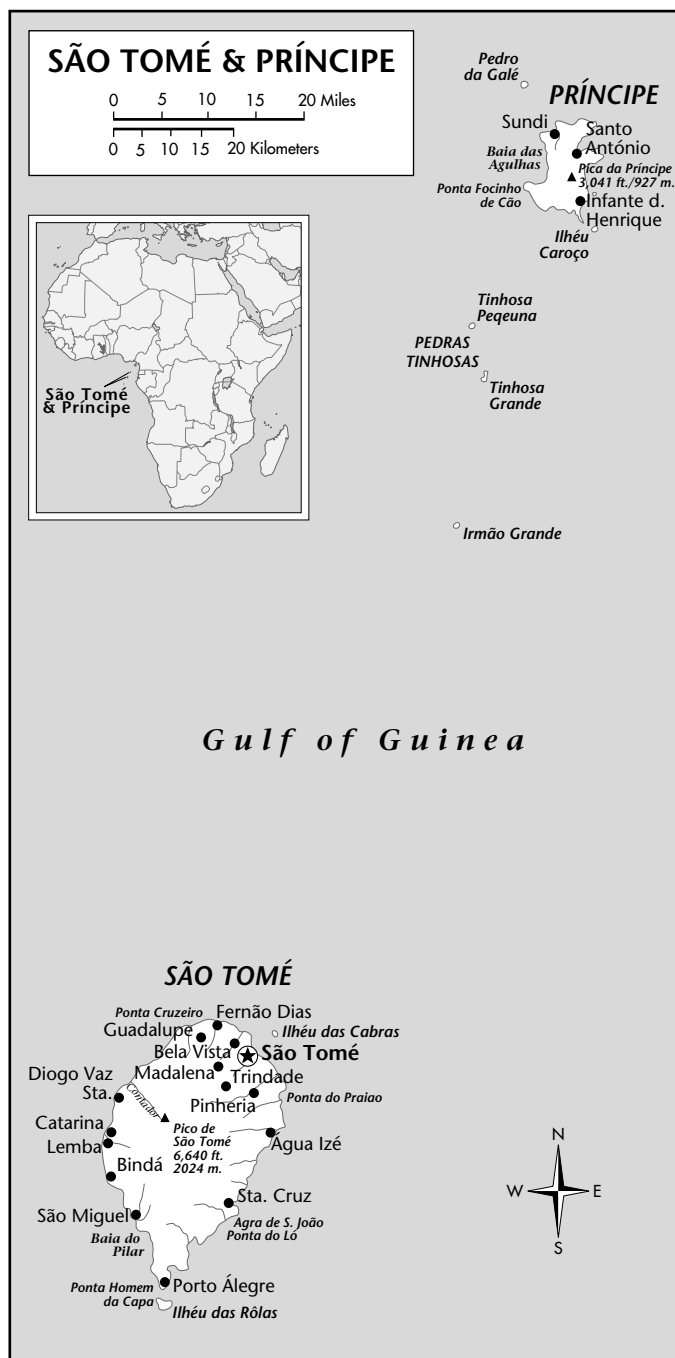 SÃO TOMÉ & PRÍNCIPE
0 5 10 15 20 Miles
0 5 10 15 20 Kilometers
São Tomé
& Príncipe
Pedro
da Galé
PRÍNCIPE
Sundi
Santo
António
Baia das
Agulhas
Pica da Príncipe
3,041 ft./927 m.
Ponta Focinho
de Cão
Infante d.
Henrique
Ilhéu
Caroço
Tinhosa
Peqeuna
PEDRAS
TINHOSAS
Tinhosa
Grande
Irmão Grande
Gulf of Guinea
SÃO TOMÉ
Ponta Cruzeiro
Fernão Dias
Guadalupe
Ilhéu das Cabras
Bela Vista
São Tomé
Madalena
Trindade
Diogo Vaz
Sta.
Catarina
Contador
Pinheria
Ponta do Praiao
Pico de
São Tomé
6,640 ft.
2024 m.
Lemba
Água Izé
Bindá
Sta. Cruz
São Miguel
Agra de S. João
Ponta do Ló
Baia do
Pilar
Ponta Homem
da Capa
Porto Álegre
Ilhéu das Rôlas
N
W E
S